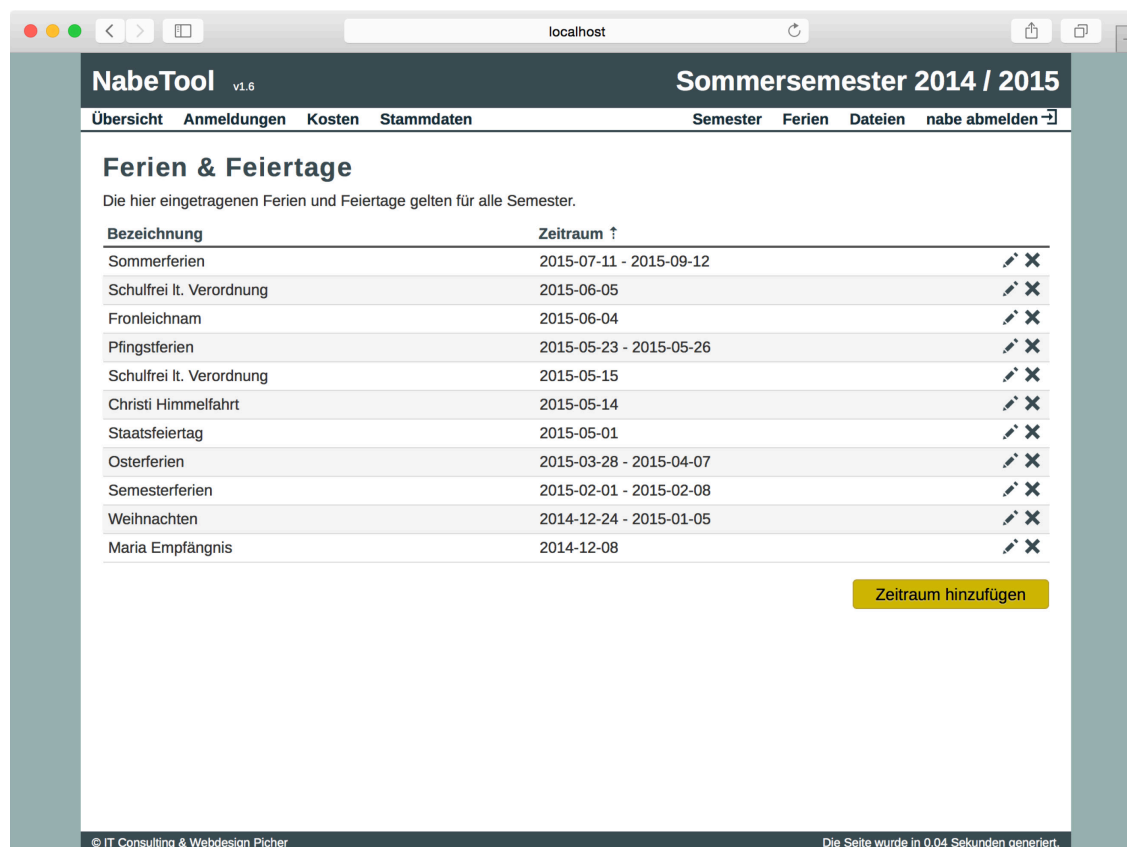 localhost
NabeTool v1.6 Sommersemester 2014 / 2015
Übersicht Anmeldungen Kosten Stammdaten Semester Ferien Dateien nabe abmelden
Ferien & Feiertage
Die hier eingetragenen Ferien und Feiertage gelten für alle Semester.
Bezeichnung Zeitraum ↑
Sommerferien 2015-07-11 - 2015-09-12
Schulfrei lt. Verordnung 2015-06-05
Fronleichnam 2015-06-04
Pfingstferien 2015-05-23 - 2015-05-26
Schulfrei lt. Verordnung 2015-05-15
Christi Himmelfahrt 2015-05-14
Staatsfeiertag 2015-05-01
Osterferien 2015-03-28 - 2015-04-07
Semesterferien 2015-02-01 - 2015-02-08
Weihnachten 2014-12-24 - 2015-01-05
Maria Empfängnis 2014-12-08
Zeitraum hinzufügen
© IT Consulting & Webdesign Picher Die Seite wurde in 0.04 Sekunden generiert.